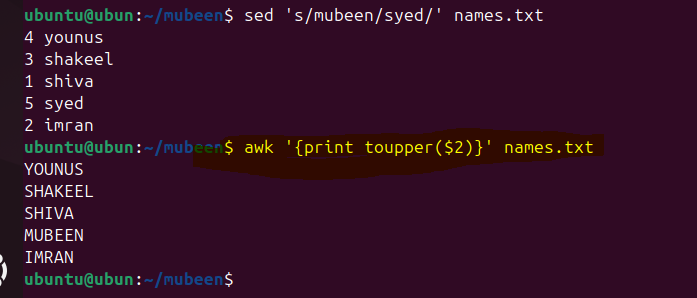 ubuntu@ubun:~/mubeen$ sed 's/mubeen/syed/' names.txt
4 younus
3 shakeel
1 shiva
5 syed
2 imran
ubuntu@ubun:~/mubeen$ awk '{print toupper($2)}' names.txt
YOUNUS
SHAKEEL
SHIVA
MUBEEN
IMRAN
ubuntu@ubun:~/mubeen$